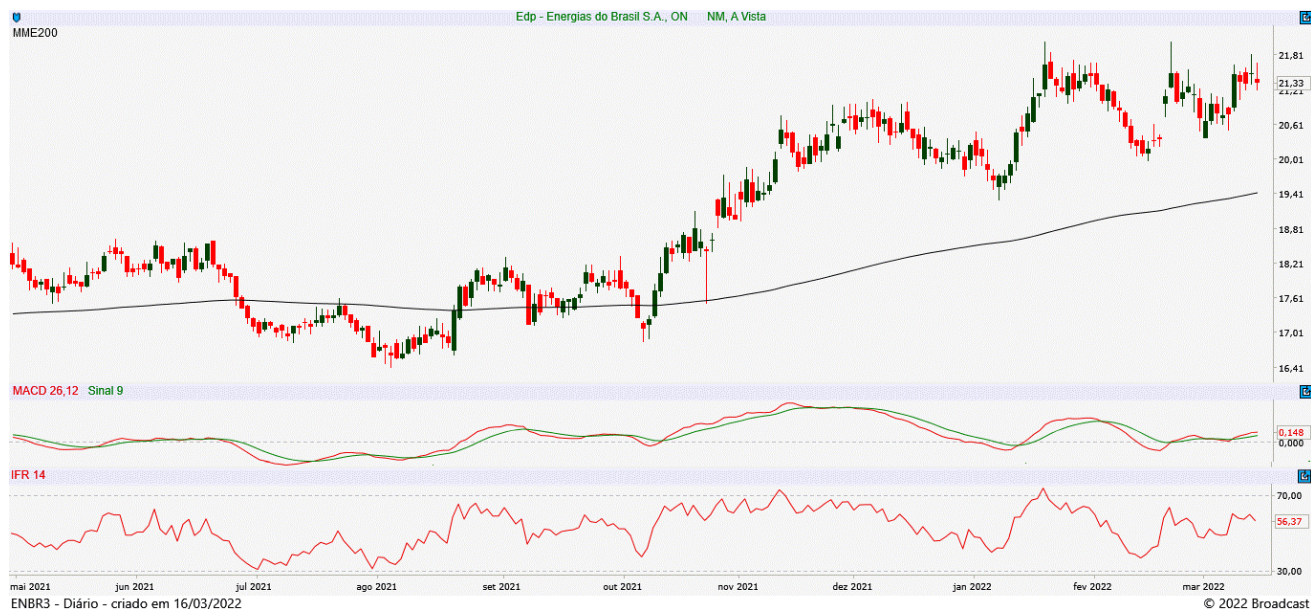 Edp - Energias do Brasil S.A., ON NM, A Vista
MME200
21,81
21,33
21,21
20,61
20,01
19,41
18,81
18,21
17,61
17,01
16,41
MACD 26,12 Sinal 9
0,148
0,000
IFR 14
70,00
56,37
30,00
mai 2021 jun 2021 jul 2021 ago 2021 set 2021 out 2021 nov 2021 dez 2021 jan 2022 fev 2022 mar 2022
ENBR3 - Diário - criado em 16/03/2022 © 2022 Broadcast